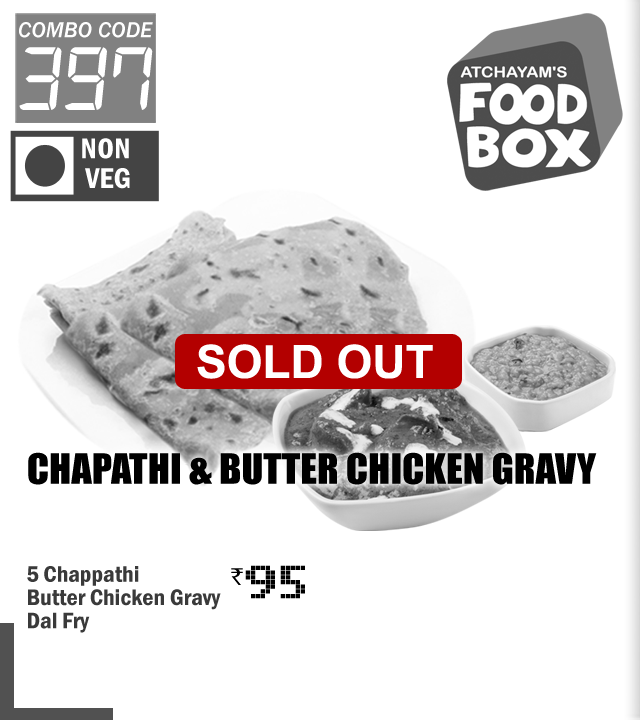 COMBO CODE
397
NON
VEG
ATCHAYAM'S
FOOD
BOX
SOLD OUT
CHAPATHI & BUTTER CHICKEN GRAVY
5 Chappathi
Butter Chicken Gravy
Dal Fry
₹95